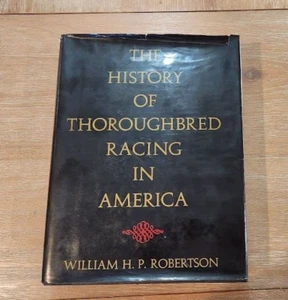 THE
HISTORY
OF
THOROUGHBRED
RACING IN
AMERICA
WILLIAM H. P. ROBERTSON